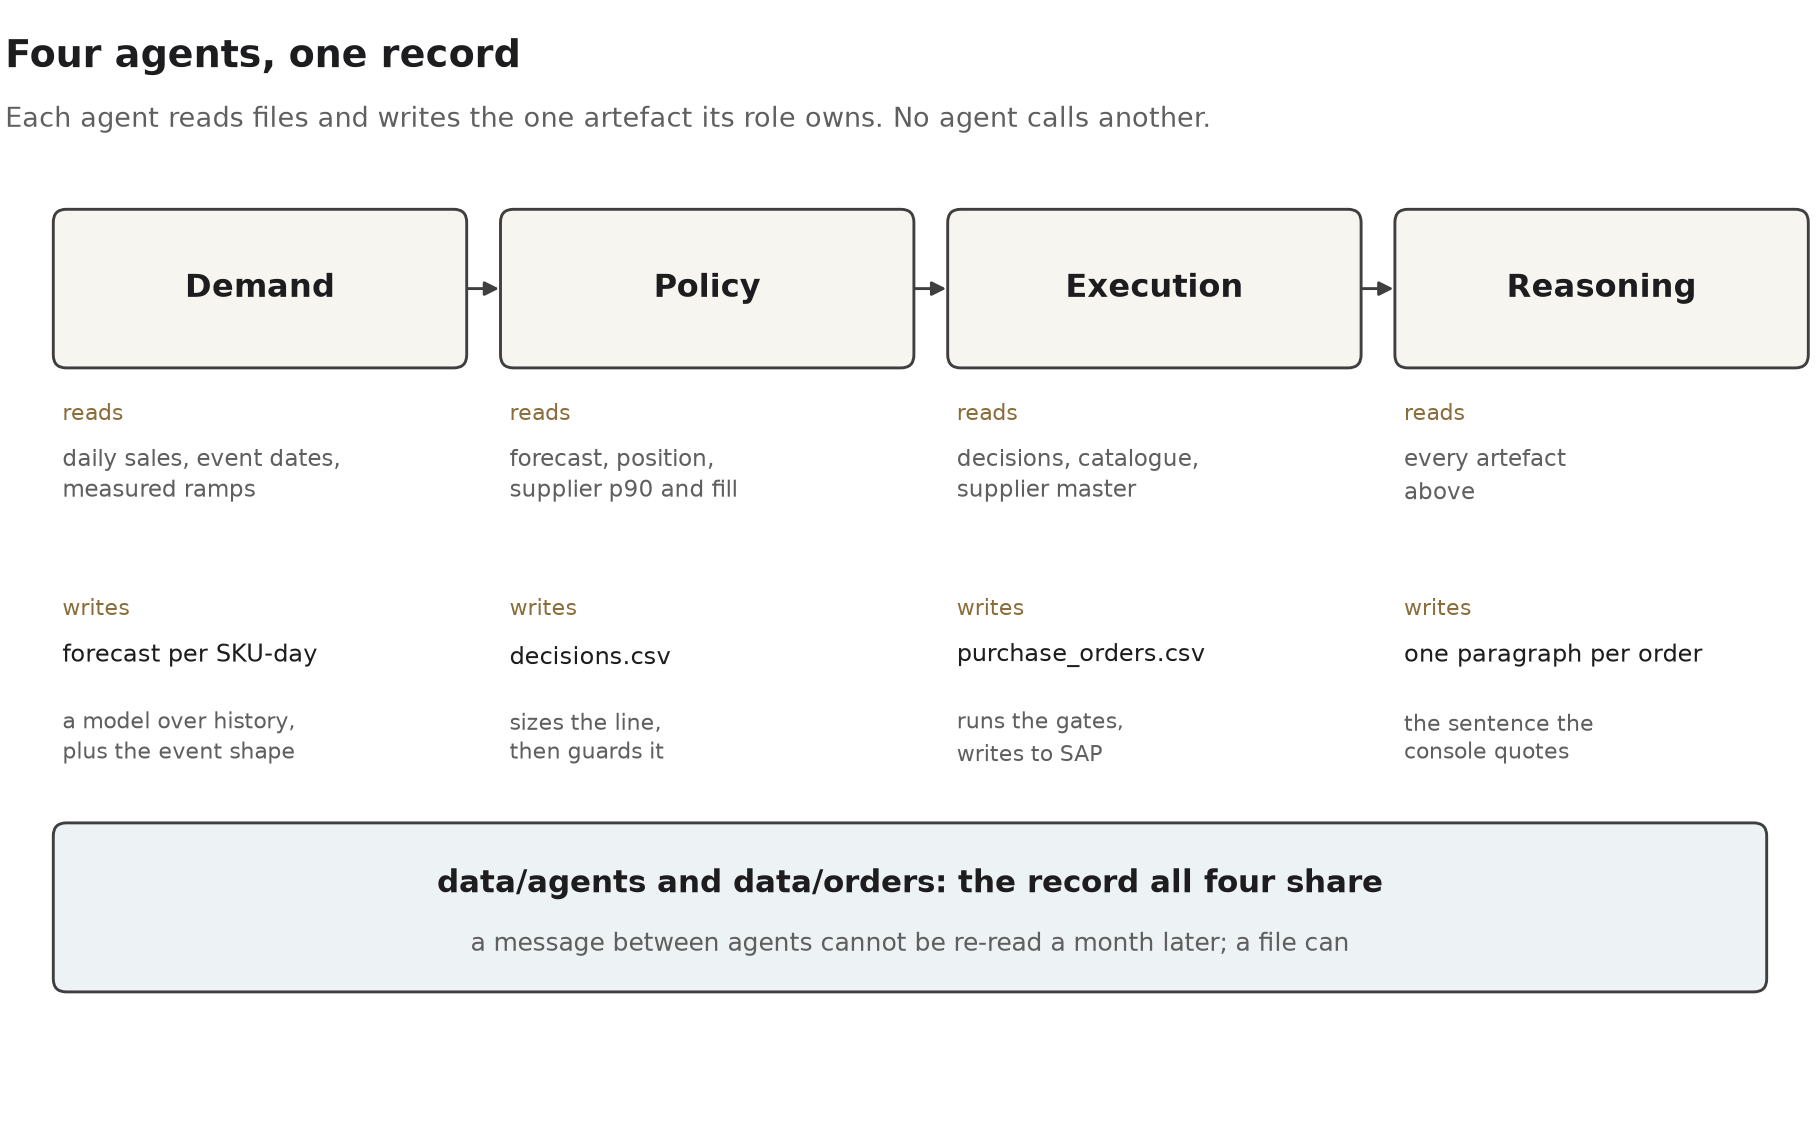 Four agents, one record
Each agent reads files and writes the one artefact its role owns. No agent calls another.
Demand
Policy
Execution
Reasoning
reads
daily sales, event dates,
measured ramps
reads
forecast, position,
supplier p90 and fill
reads
decisions, catalogue,
supplier master
reads
every artefact
above
writes
forecast per SKU-day
a model over history,
plus the event shape
writes
decisions.csv
sizes the line,
then guards it
writes
purchase_orders.csv
runs the gates,
writes to SAP
writes
one paragraph per order
the sentence the
console quotes
data/agents and data/orders: the record all four share
a message between agents cannot be re-read a month later; a file can